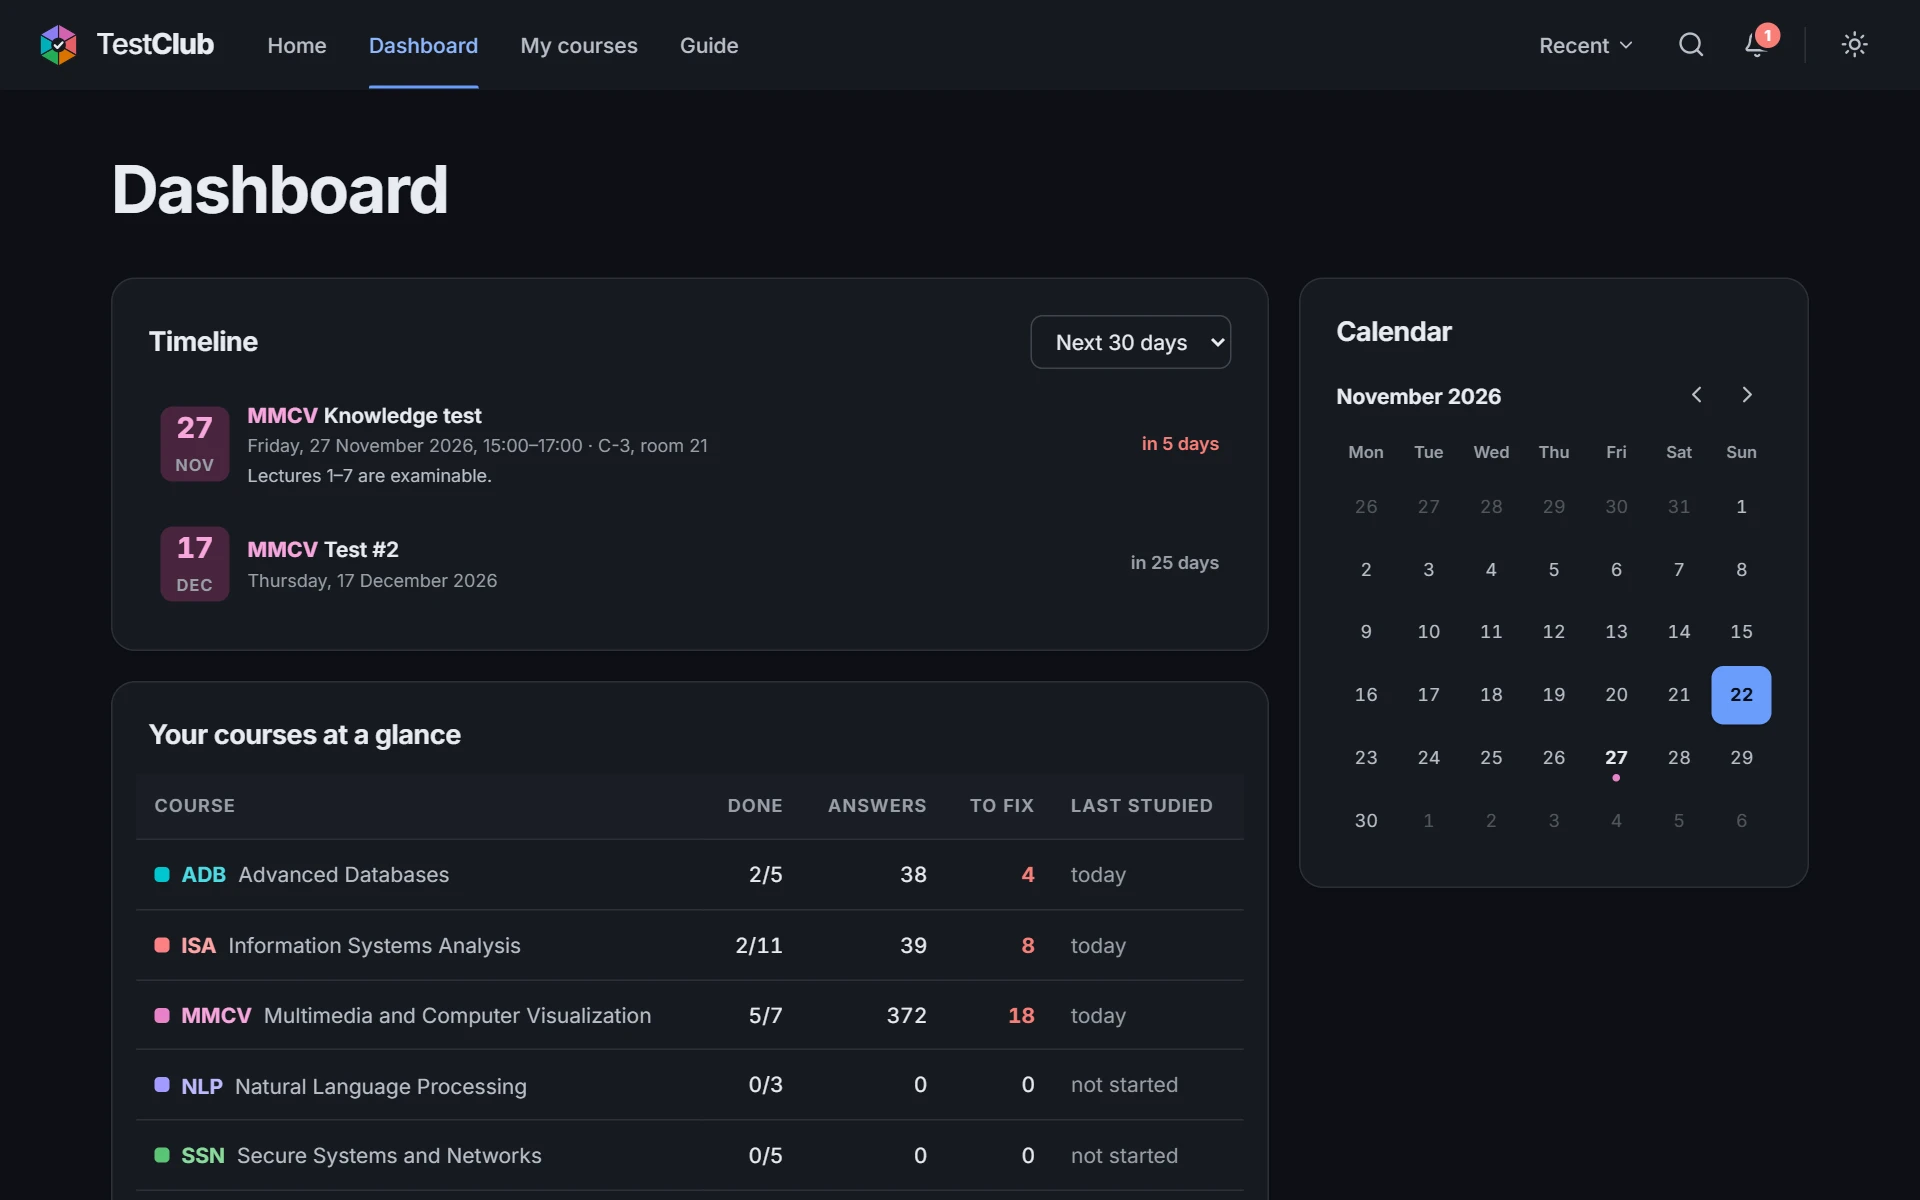 TestClub
Home
Dashboard
My courses
Guide
Recent
1
Dashboard
Timeline
Next 30 days
27
NOV
MMCV Knowledge test
Friday, 27 November 2026, 15:00–17:00 · C-3, room 21
Lectures 1–7 are examinable.
in 5 days
17
DEC
MMCV Test #2
Thursday, 17 December 2026
in 25 days
Calendar
November 2026
Mon Tue Wed Thu Fri Sat Sun
26 27 28 29 30 31 1
2 3 4 5 6 7 8
9 10 11 12 13 14 15
16 17 18 19 20 21 22
23 24 25 26 27 28 29
30 1 2 3 4 5 6
Your courses at a glance
COURSE DONE ANSWERS TO FIX LAST STUDIED
ADB Advanced Databases 2/5 38 4 today
ISA Information Systems Analysis 2/11 39 8 today
MMCV Multimedia and Computer Visualization 5/7 372 18 today
NLP Natural Language Processing 0/3 0 0 not started
SSN Secure Systems and Networks 0/5 0 0 not started